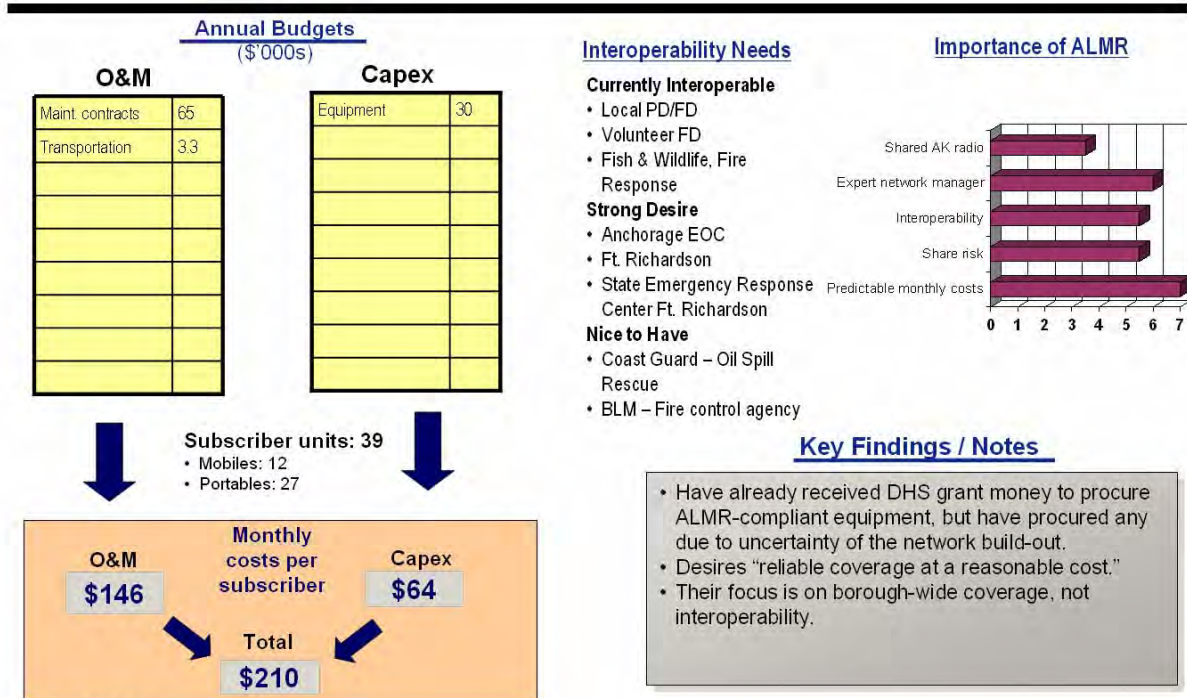 Annual Budgets
($'000s)
O&M
Maint. contracts 65
Transportation 3.3
Capex
Equipment 30
Subscriber units: 39
• Mobiles: 12
• Portables: 27
Monthly
costs per
subscriber
O&M
$146
Capex
$64
Total
$210
Interoperability Needs
Currently Interoperable
• Local PD/FD
• Volunteer FD
• Fish & Wildlife, Fire
Response
Strong Desire
• Anchorage EOC
• Ft. Richardson
• State Emergency Response
Center Ft. Richardson
Nice to Have
• Coast Guard – Oil Spill
Rescue
• BLM – Fire control agency
Importance of ALMR
Shared AK radio
Expert network manager
Interoperability
Share risk
Predictable monthly costs
0 1 2 3 4 5 6 7
Key Findings / Notes
• Have already received DHS grant money to procure
ALMR-compliant equipment, but have procured any
due to uncertainty of the network build-out.
• Desires “reliable coverage at a reasonable cost.”
• Their focus is on borough-wide coverage, not
interoperability.